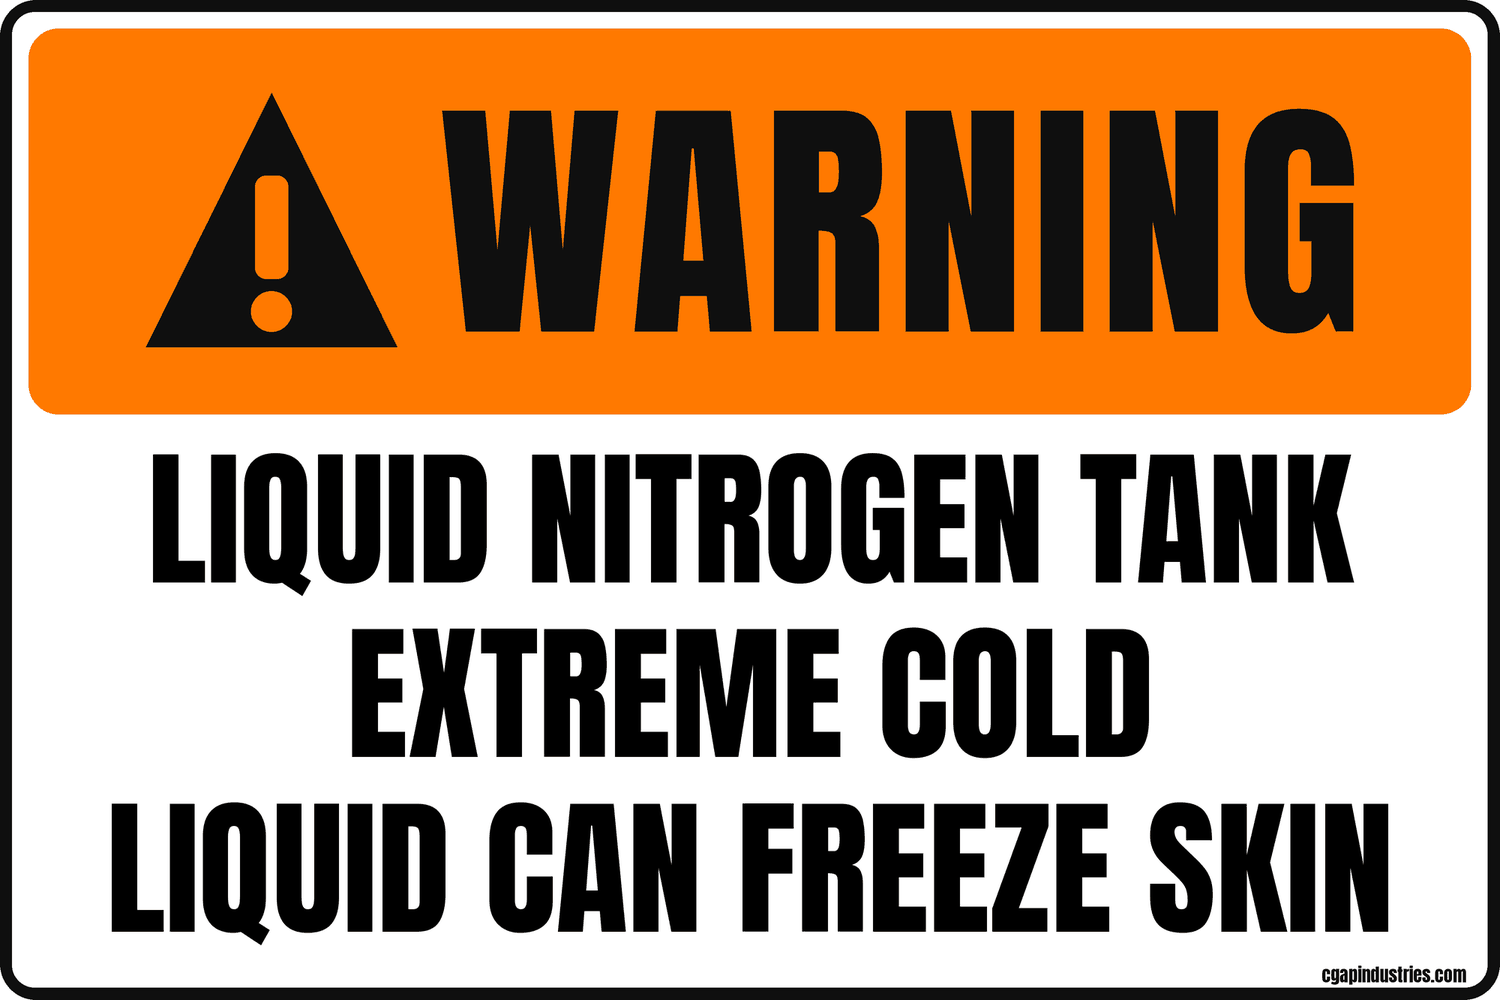 WARNING
LIQUID NITROGEN TANK
EXTREME COLD
LIQUID CAN FREEZE SKIN
cgapindustries.com